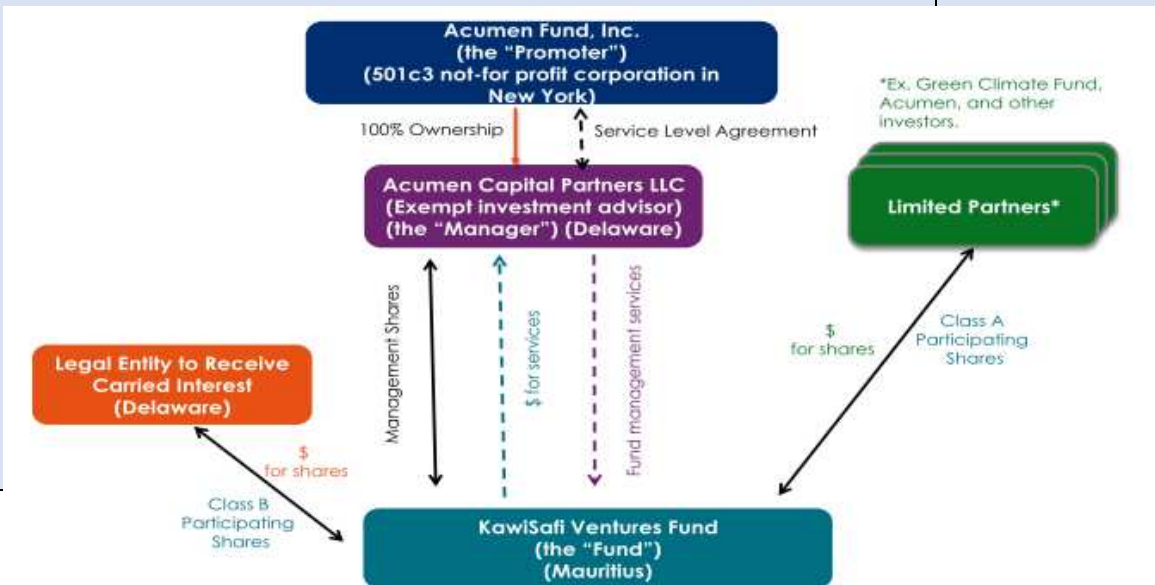 Acumen Fund, Inc.
(the “Promoter”)
(501c3 not-for profit corporation in
New York)
*Ex. Green Climate Fund,
Acumen, and other
investors.
100% Ownership
Service Level Agreement
Acumen Capital Partners LLC
(Exempt investment advisor)
(the “Manager”) (Delaware)
Limited Partners*
Management Shares
$ for services
Fund management services
$
for shares
Class A
Participating
Shares
Legal Entity to Receive
Carried Interest
(Delaware)
$
for shares
Class B
Participating
Shares
KawiSafi Ventures Fund
(the “Fund”)
(Mauritius)